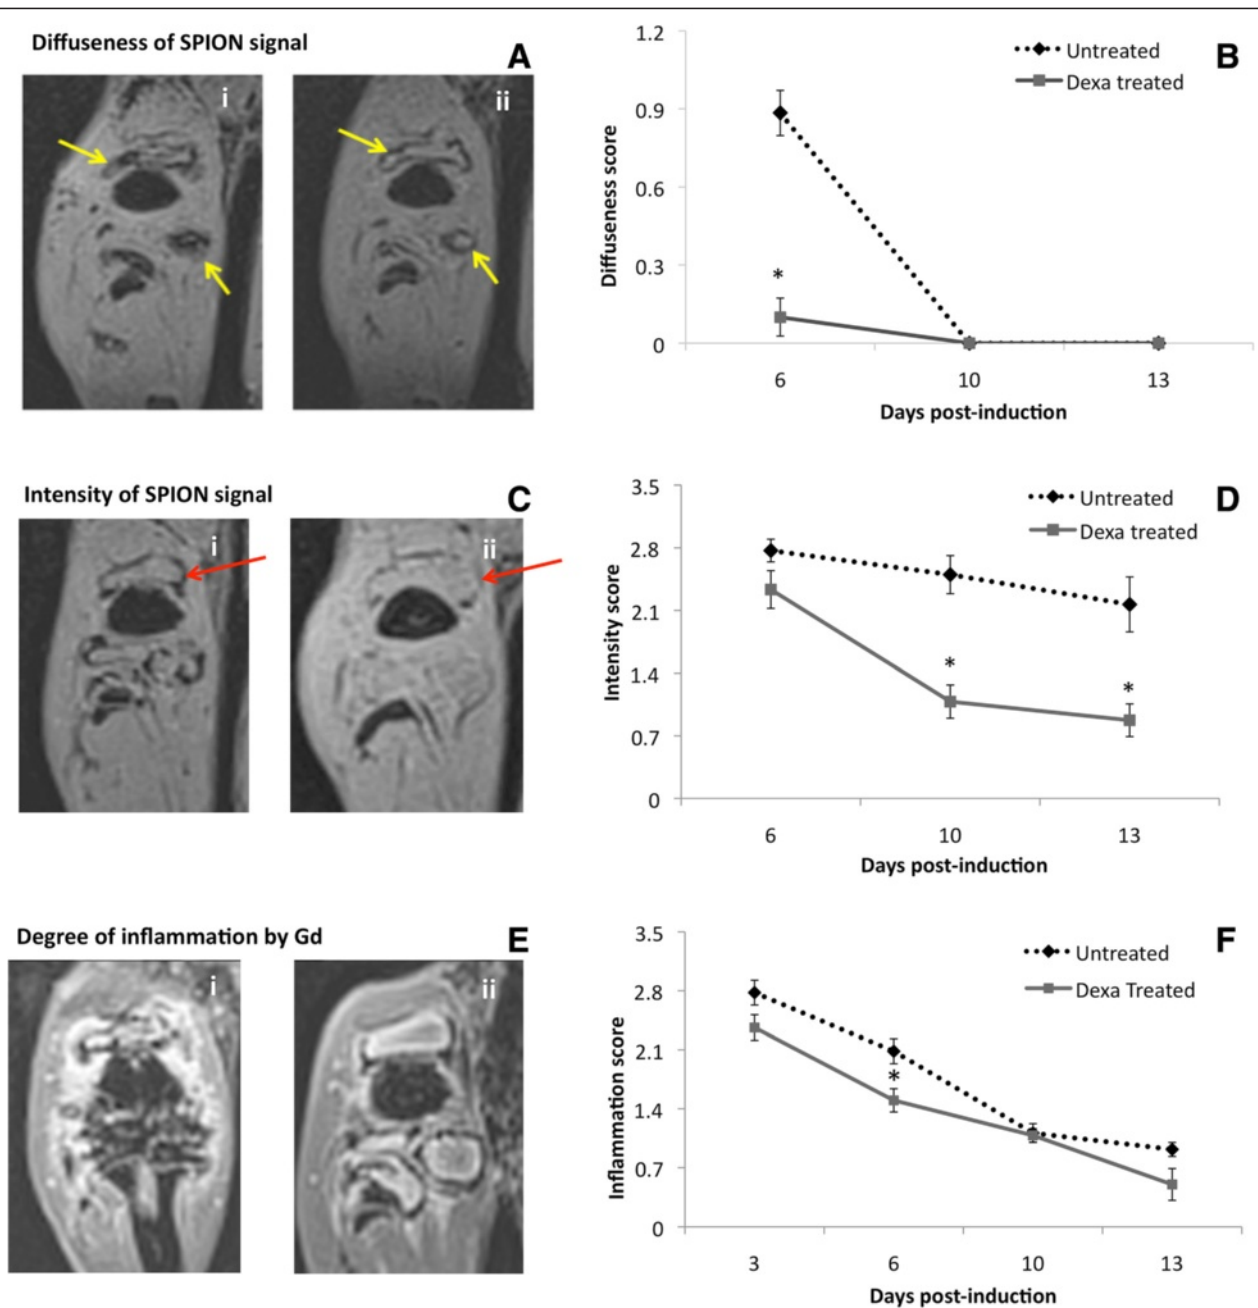 Diffuseness of SPION signal
A
i
ii
B
1.2
0.9
0.6
0.3
0
Diffuseness score
Untreated
Dexa treated
*
6 10 13
Days post-induction
Intensity of SPION signal
C
i
ii
D
3.5
2.8
2.1
1.4
0.7
0
Intensity score
Untreated
Dexa treated
*
*
6 10 13
Days post-induction
Degree of inflammation by Gd
E
i
ii
F
3.5
2.8
2.1
1.4
0.7
0
Inflammation score
Untreated
Dexa Treated
*
3 6 10 13
Days post-induction